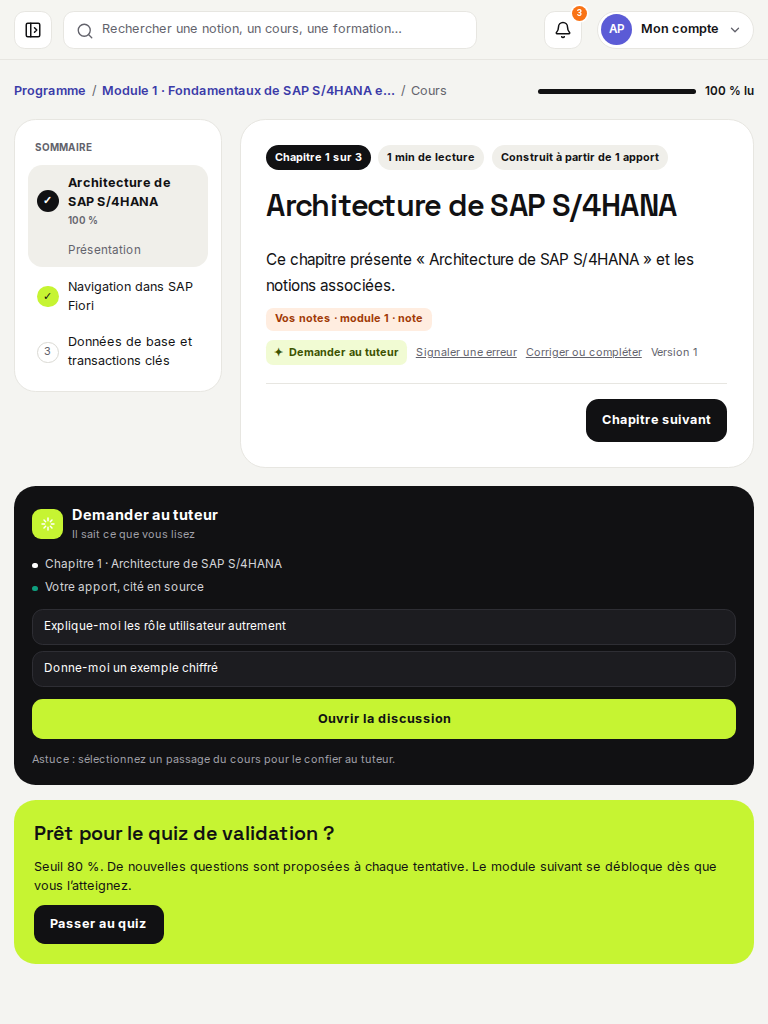 Rechercher une notion, un cours, une formation...
3
AP
Mon compte
Programme / Module 1 · Fondamentaux de SAP S/4HANA e... / Cours
100 % lu
SOMMAIRE
✓
Architecture de
SAP S/4HANA
100 %
Présentation
✓
Navigation dans SAP
Fiori
3
Données de base et
transactions clés
Chapitre 1 sur 3
1 min de lecture
Construit à partir de 1 apport
Architecture de SAP S/4HANA
Ce chapitre présente « Architecture de SAP S/4HANA » et les
notions associées.
Vos notes · module 1 · note
✦ Demander au tuteur
Signaler une erreur
Corriger ou compléter
Version 1
Chapitre suivant
Demander au tuteur
Il sait ce que vous lisez
Chapitre 1 · Architecture de SAP S/4HANA
Votre apport, cité en source
Explique-moi les rôle utilisateur autrement
Donne-moi un exemple chiffré
Ouvrir la discussion
Astuce : sélectionnez un passage du cours pour le confier au tuteur.
Prêt pour le quiz de validation ?
Seuil 80 %. De nouvelles questions sont proposées à chaque tentative. Le module suivant se débloque dès que
vous l’atteignez.
Passer au quiz